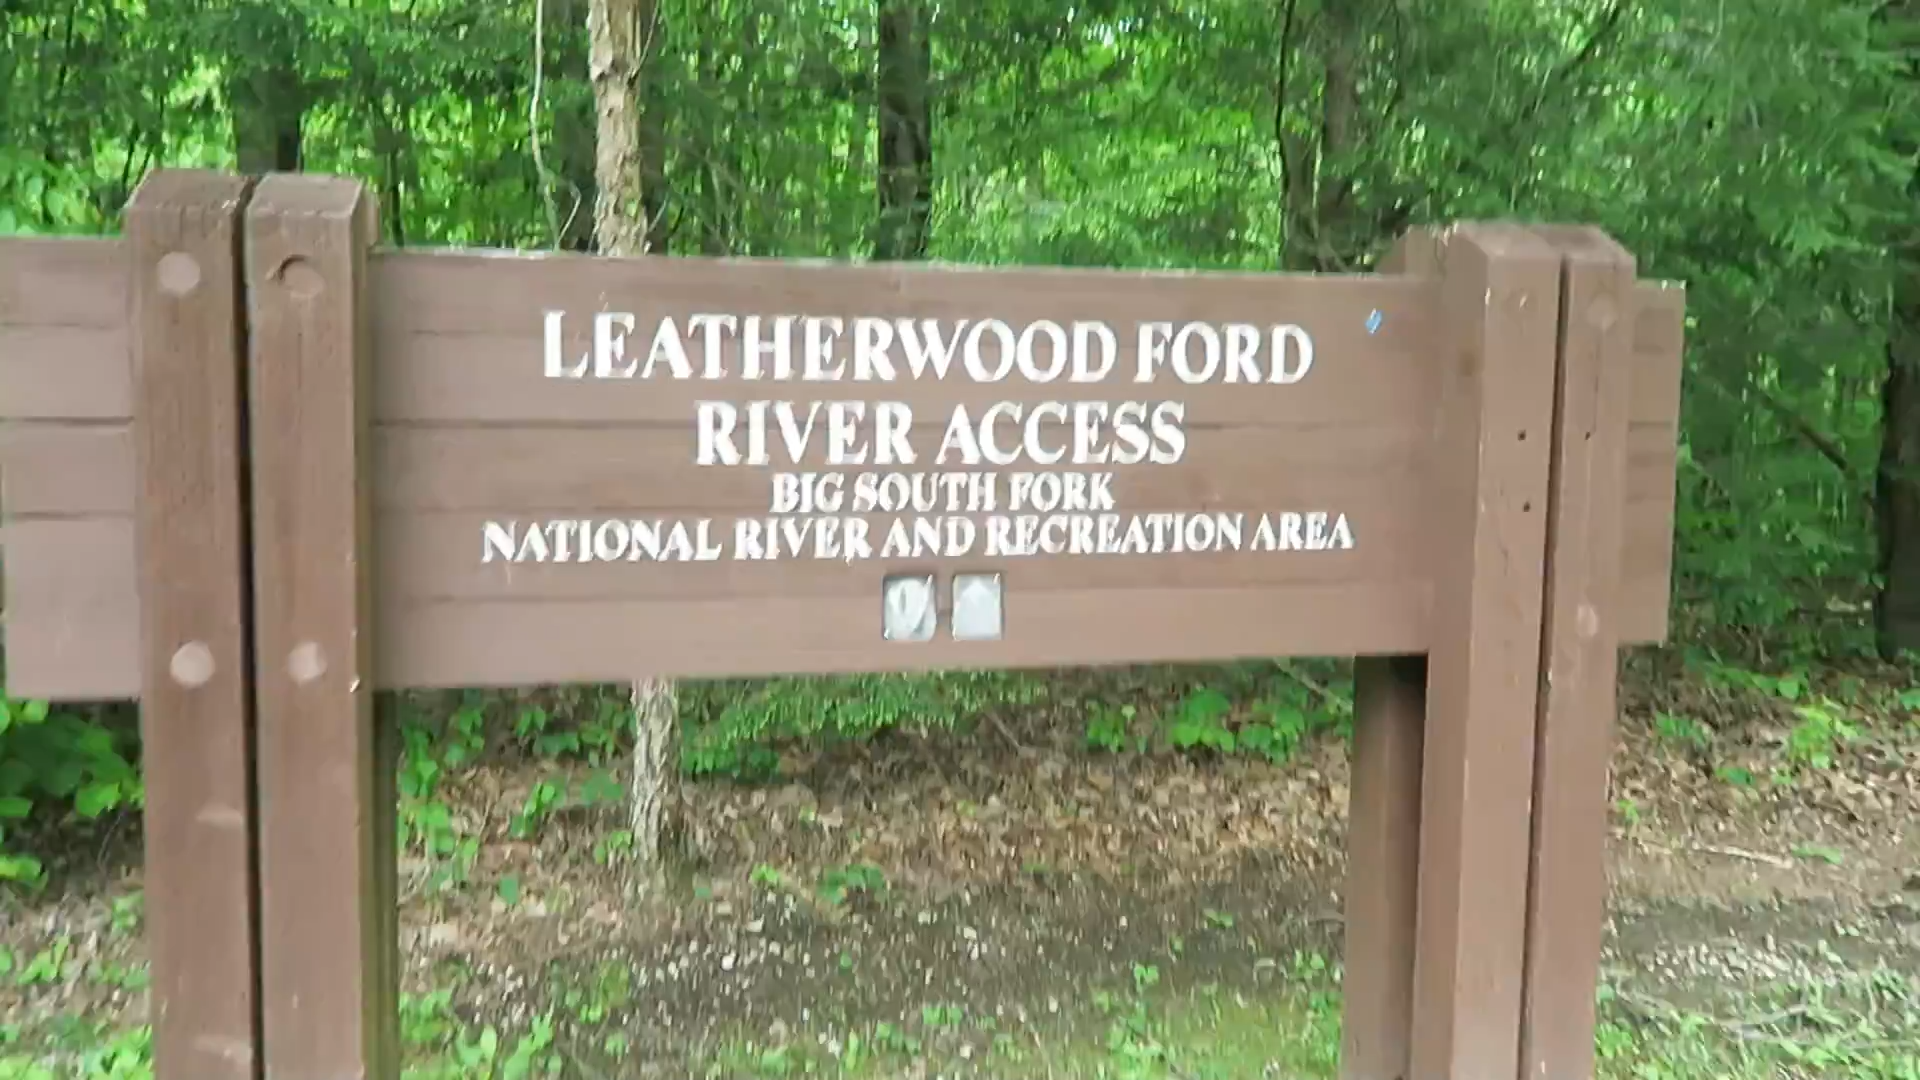 LEATHERWOOD FORD
RIVER ACCESS
BIG SOUTH FORK
NATIONAL RIVER AND RECREATION AREA